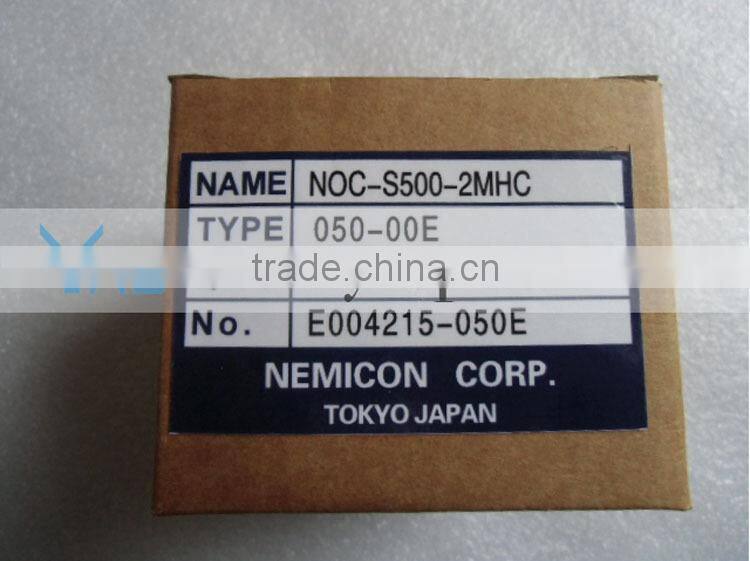 NAME NOC-S500-2MHC
TYPE 050-00E
trade.china.cn
No. E004215-050E
NEMICON CORP.
TOKYO JAPAN